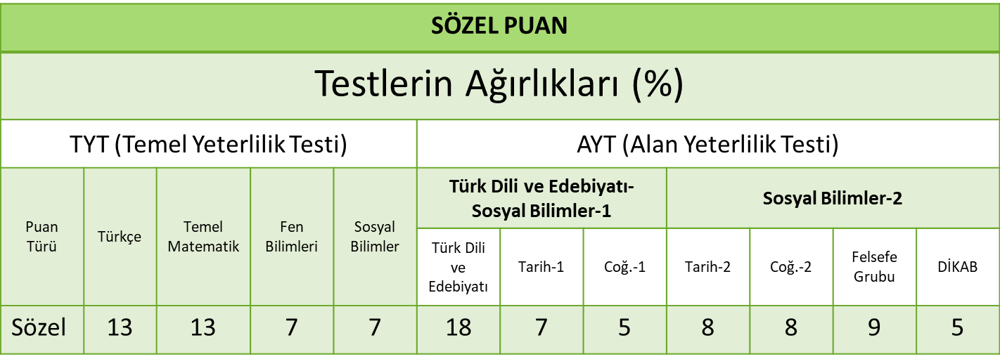 SÖZEL PUAN
Testlerin Ağırlıkları (%)
TYT (Temel Yeterlilik Testi)
AYT (Alan Yeterlilik Testi)
Puan
Türü
Türkçe
Temel
Matematik
Fen
Bilimleri
Sosyal
Bilimler
Türk Dili ve Edebiyatı-
Sosyal Bilimler-1
Sosyal Bilimler-2
Türk Dili
ve
Edebiyatı
Tarih-1
Coğ.-1
Tarih-2
Coğ.-2
Felsefe
Grubu
DİKAB
Sözel 13 13 7 7 18 7 5 8 8 9 5